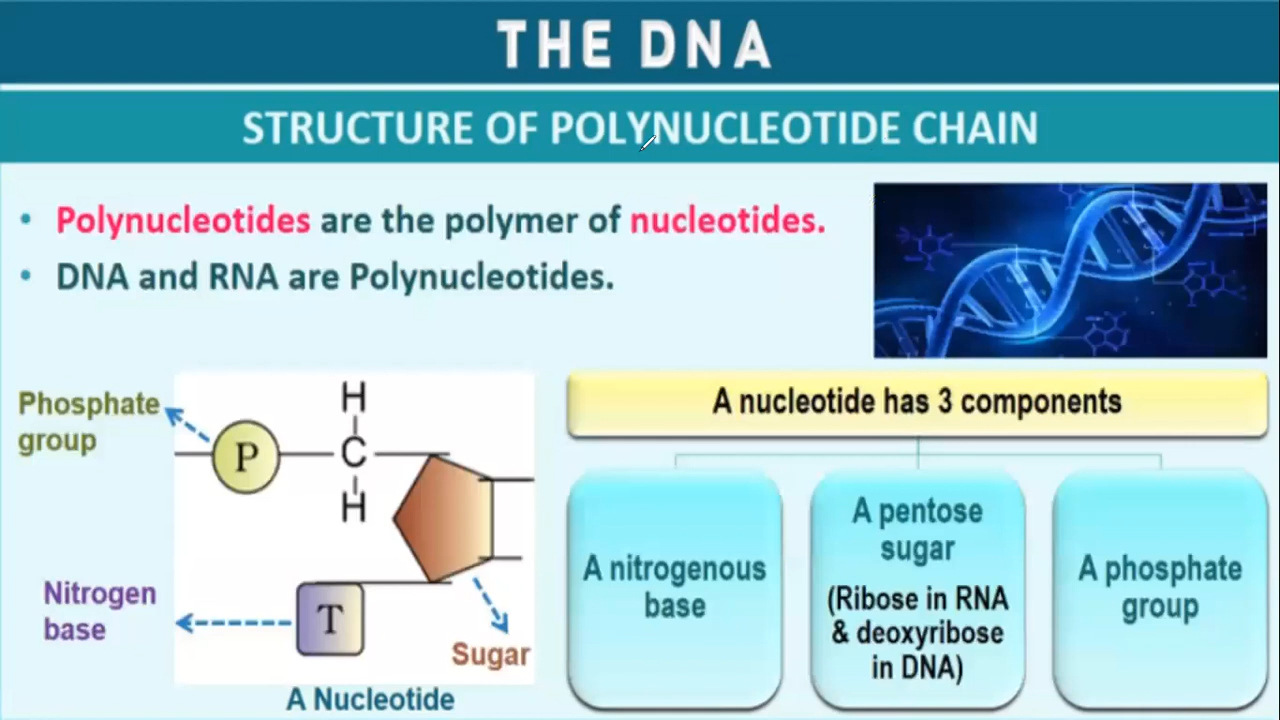 THE DNA
STRUCTURE OF POLYNUCLEOTIDE CHAIN
• Polynucleotides are the polymer of nucleotides.
• DNA and RNA are Polynucleotides.
Phosphate
group
P
H
C
H
Nitrogen
base
T
Sugar
A Nucleotide
A nucleotide has 3 components
A nitrogenous
base
A pentose
sugar
(Ribose in RNA
& deoxyribose
in DNA)
A phosphate
group